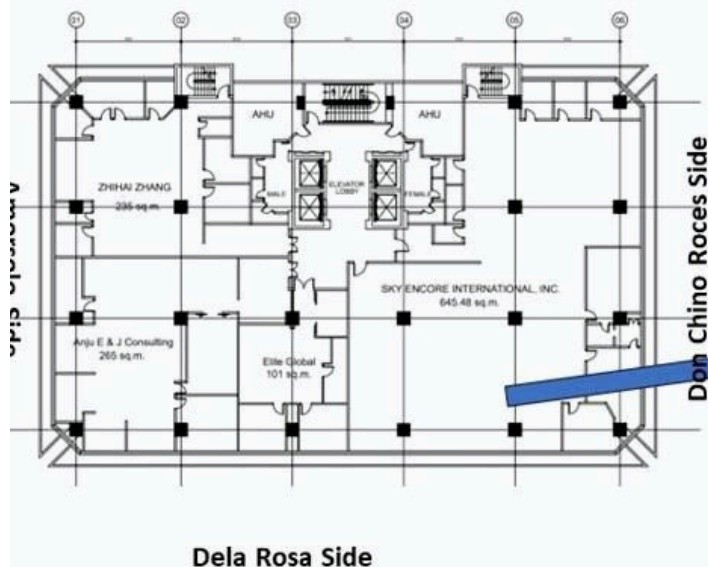 01 02 03 04 05 06
AHU
AHU
ZHIHAI ZHANG
235 sq.m.
MALE
ELEVATOR
LOBBY
FEMALE
SKY ENCORE INTERNATIONAL, INC.
645.48 sq.m.
Anju E & J Consulting
265 sq.m.
Elite Global
101 sq.m.
Don Chino Roces Side
Dela Rosa Side